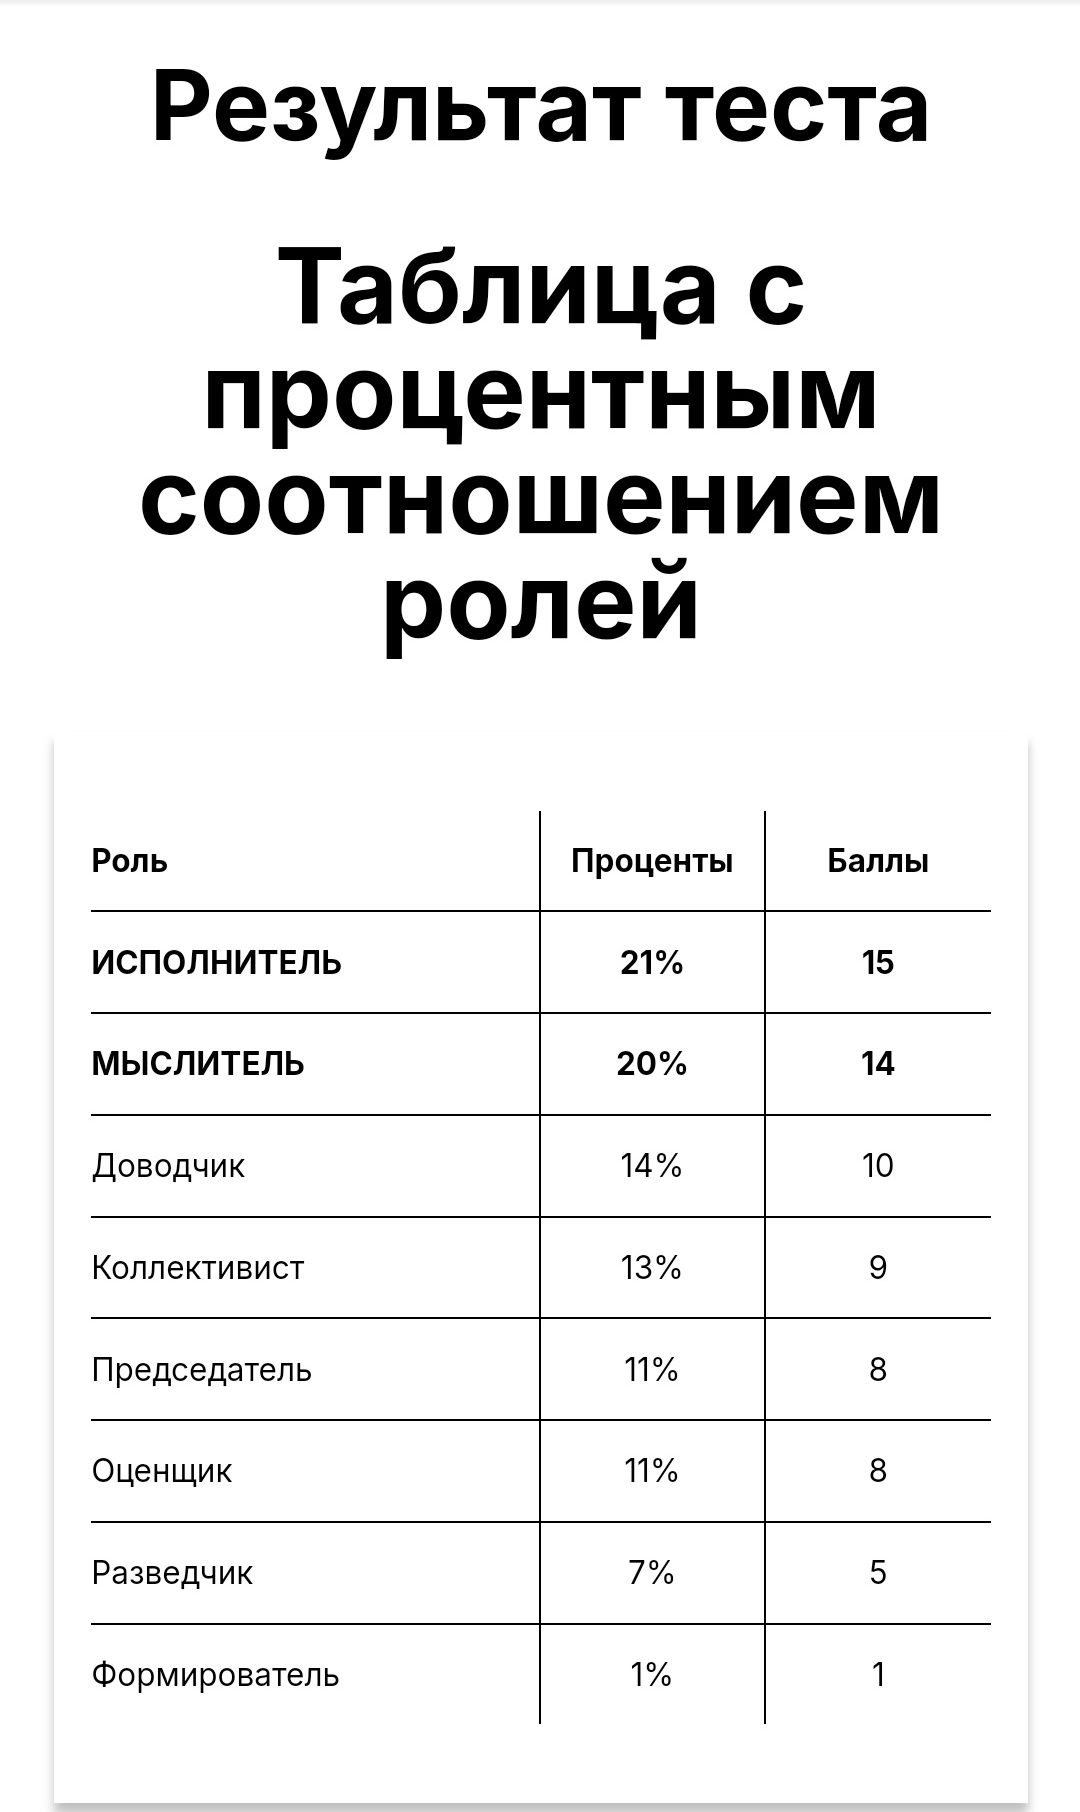 Результат теста
Таблица с
процентным
соотношением
ролей
Роль Проценты Баллы
ИСПОЛНИТЕЛЬ 21% 15
МЫСЛИТЕЛЬ 20% 14
Доводчик 14% 10
Коллективист 13% 9
Председатель 11% 8
Оценщик 11% 8
Разведчик 7% 5
Формирователь 1% 1